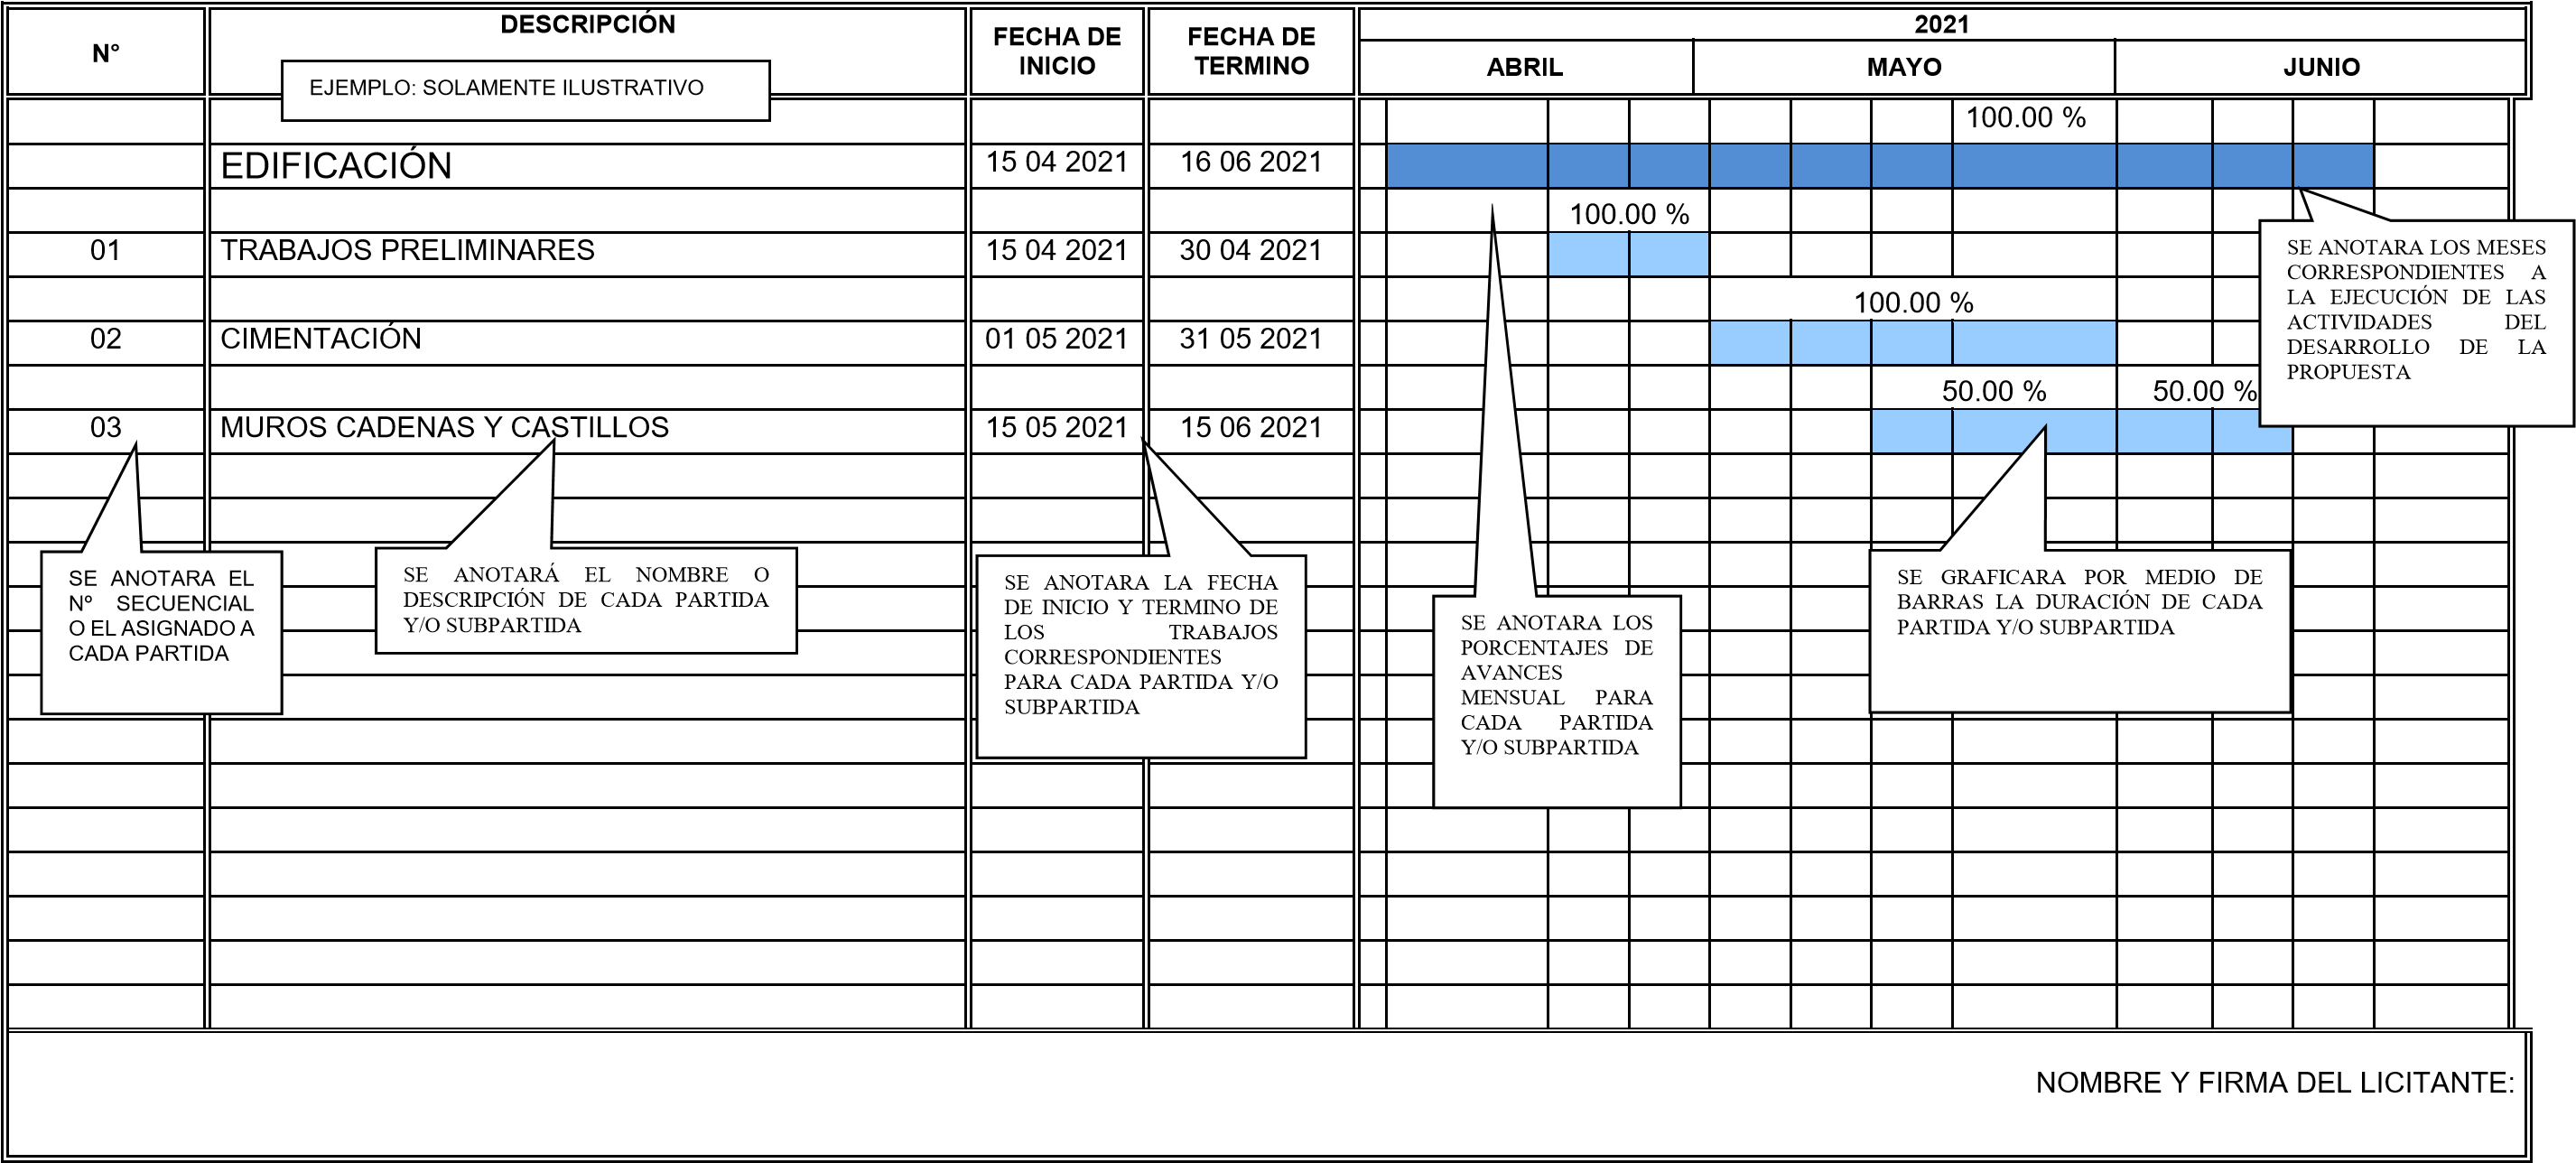 N°
DESCRIPCIÓN
EJEMPLO: SOLAMENTE ILUSTRATIVO
FECHA DE
INICIO
FECHA DE
TERMINO
2021
ABRIL
MAYO
JUNIO
100.00 %
EDIFICACIÓN
15 04 2021
16 06 2021
100.00 %
01
TRABAJOS PRELIMINARES
15 04 2021
30 04 2021
100.00 %
02
CIMENTACIÓN
01 05 2021
31 05 2021
50.00 %
50.00 %
03
MUROS CADENAS Y CASTILLOS
15 05 2021
15 06 2021
SE ANOTARA LOS MESES
CORRESPONDIENTES A
LA EJECUCIÓN DE LAS
ACTIVIDADES DEL
DESARROLLO DE LA
PROPUESTA
SE ANOTARA EL
Nº SECUENCIAL
O EL ASIGNADO A
CADA PARTIDA
SE ANOTARÁ EL NOMBRE O
DESCRIPCIÓN DE CADA PARTIDA
Y/O SUBPARTIDA
SE ANOTARA LA FECHA
DE INICIO Y TERMINO DE
LOS TRABAJOS
CORRESPONDIENTES
PARA CADA PARTIDA Y/O
SUBPARTIDA
SE ANOTARA LOS
PORCENTAJES DE
AVANCES
MENSUAL PARA
CADA PARTIDA
Y/O SUBPARTIDA
SE GRAFICARA POR MEDIO DE
BARRAS LA DURACIÓN DE CADA
PARTIDA Y/O SUBPARTIDA
NOMBRE Y FIRMA DEL LICITANTE: